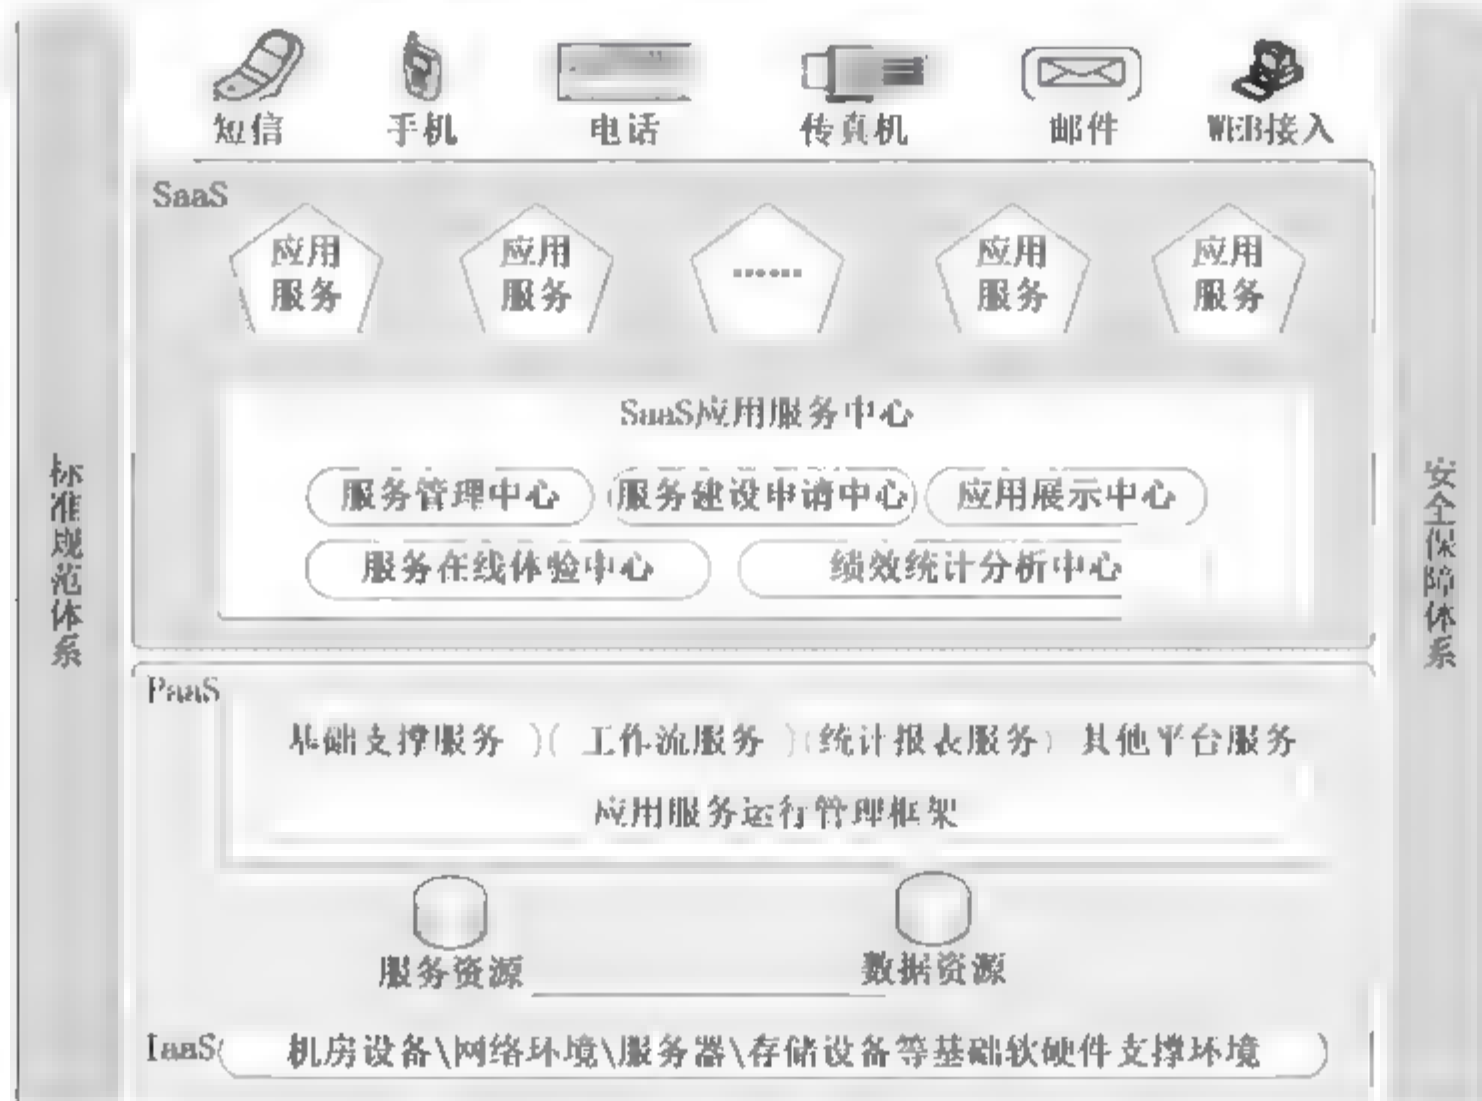 短信 手机 电话 传真机 邮件 WEB接入
SaaS
应用服务 应用服务 …… 应用服务 应用服务
SaaS应用服务中心
服务管理中心 服务建设申请中心 应用展示中心
服务在线体验中心 绩效统计分析中心
标准规范体系
安全保障体系
PaaS
基础支撑服务 工作流服务 统计报表服务 其他平台服务
应用服务运行管理框架
服务资源 数据资源
IaaS 机房设备\网络环境\服务器\存储设备等基础软硬件支撑环境